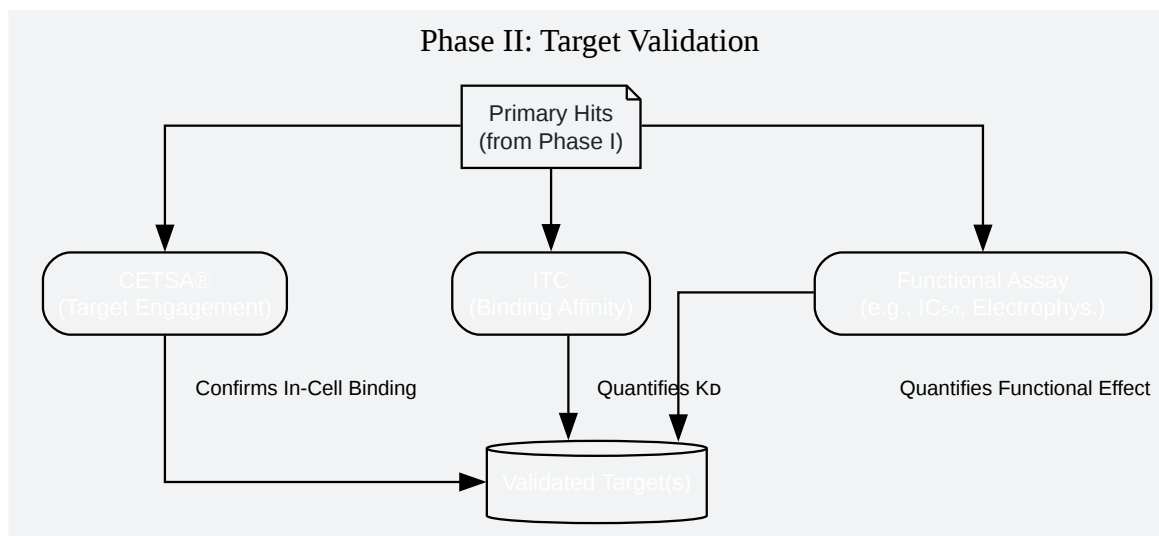 Phase II: Target Validation
Primary Hits
(from Phase I)
CETSA®
(Target Engagement)
ITC
(Binding Affinity)
Functional Assay
(e.g., IC₅₀, Electrophys.)
Confirms In-Cell Binding
Quantifies Kᴅ
Quantifies Functional Effect
Validated Target(s)